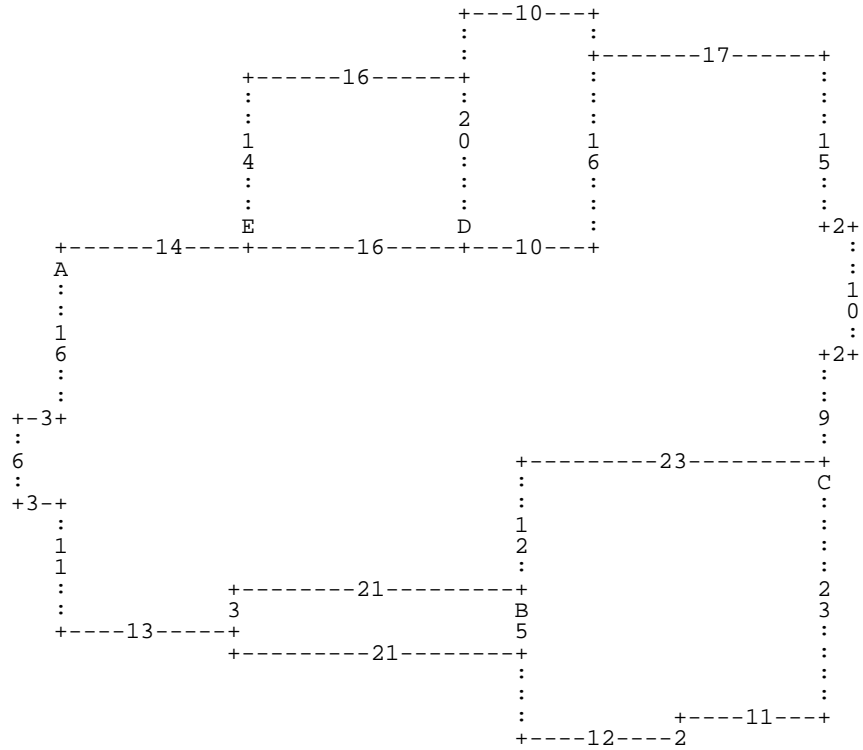 +---10---+
: :
: +-------17------+
+------16------+ : :
: : : :
: 2 : :
1 0 1 1
4 : 6 5
: : : :
: : : :
E D : +2+
+------14----+------16------+---10---+ :
A :
: 1
: 0
1 :
6 +2+
: :
: :
+-3+ 9
: :
6 +---------23---------+
: : C
+3-+ : :
: 1 :
1 2 :
1 : :
: +--------21--------+ 2
: 3 B 3
+----13-----+ 5 :
+---------21-------+ :
: :
: :
: +----11---+
+----12----2